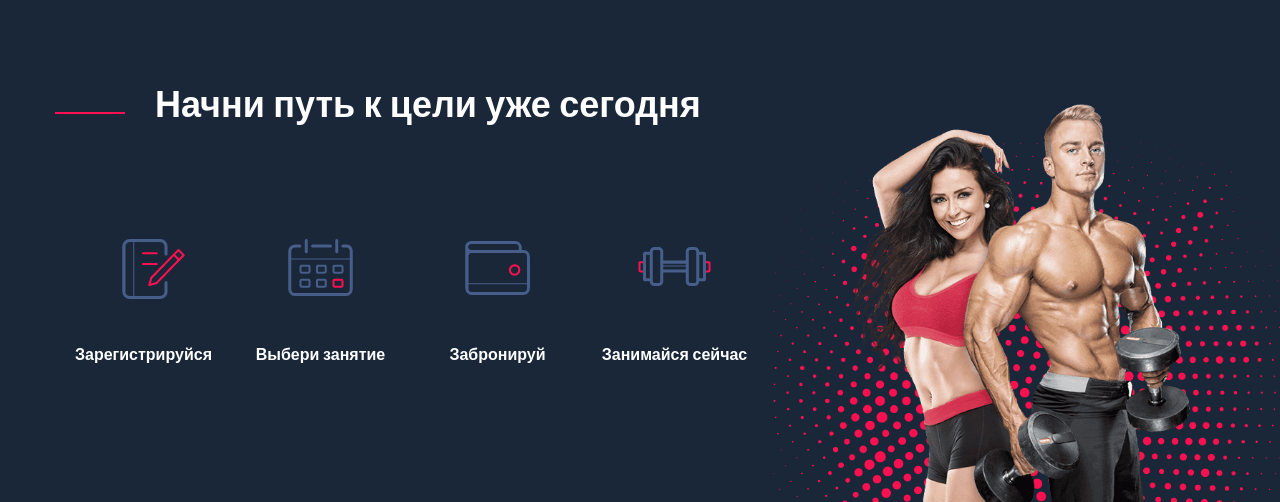 Начни путь к цели уже сегодня
Зарегистрируйся
Выбери занятие
Забронируй
Занимайся сейчас